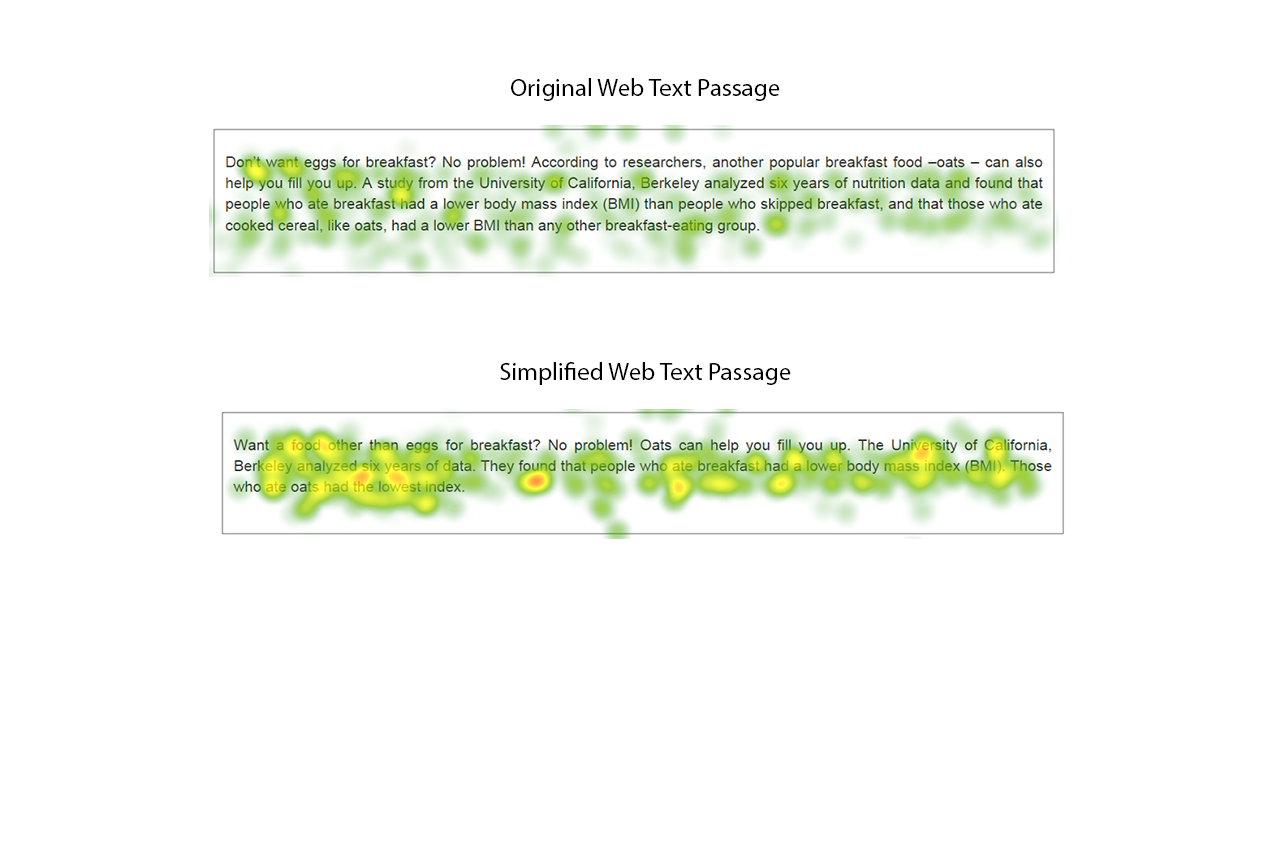 Original Web Text Passage
Don't want eggs for breakfast? No problem! According to researchers, another popular breakfast food –oats – can also
help you fill you up. A study from the University of California, Berkeley analyzed six years of nutrition data and found that
people who ate breakfast had a lower body mass index (BMI) than people who skipped breakfast, and that those who ate
cooked cereal, like oats, had a lower BMI than any other breakfast-eating group.
Simplified Web Text Passage
Want a food other than eggs for breakfast? No problem! Oats can help you fill you up. The University of California,
Berkeley analyzed six years of data. They found that people who ate breakfast had a lower body mass index (BMI). Those
who ate oats had the lowest index.